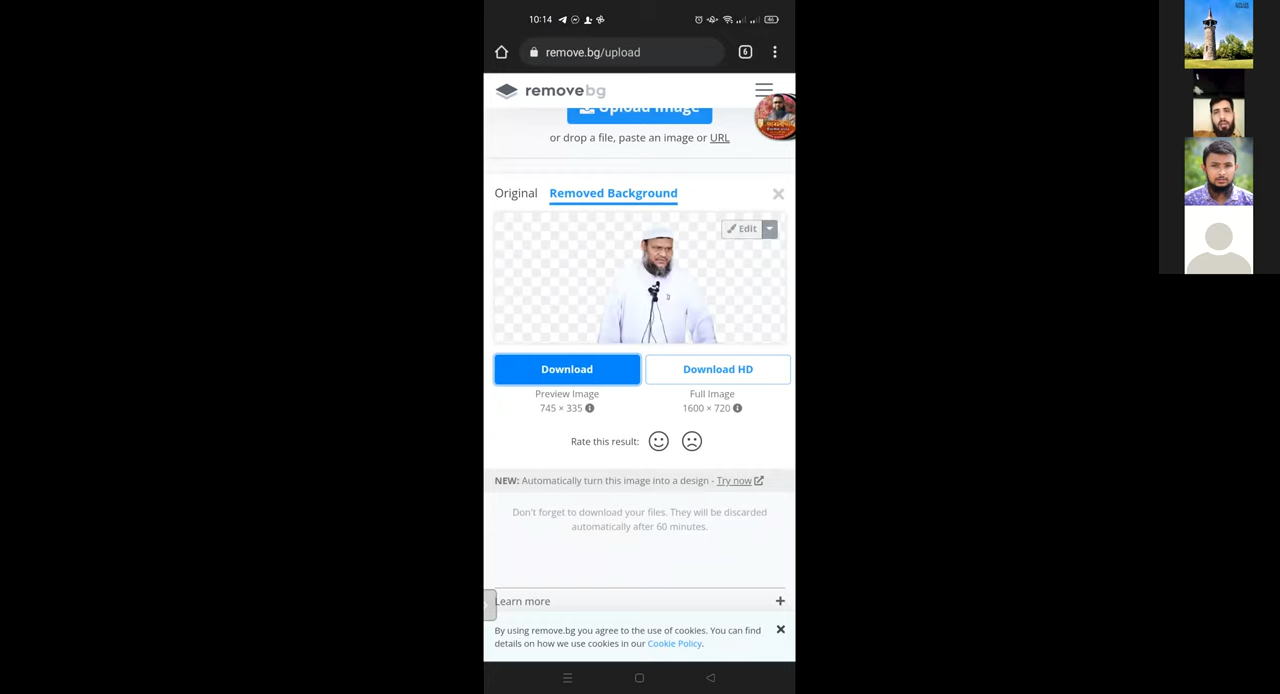 10:14
46
remove.bg/upload
6
removebg
Upload Image
or drop a file, paste an image or URL
Original Removed Background
Edit
Download Download HD
Preview Image Full Image
745 × 335 1600 × 720
Rate this result:
NEW: Automatically turn this image into a design - Try now
Don't forget to download your files. They will be discarded
automatically after 60 minutes.
Learn more
By using remove.bg you agree to the use of cookies. You can find
details on how we use cookies in our Cookie Policy.